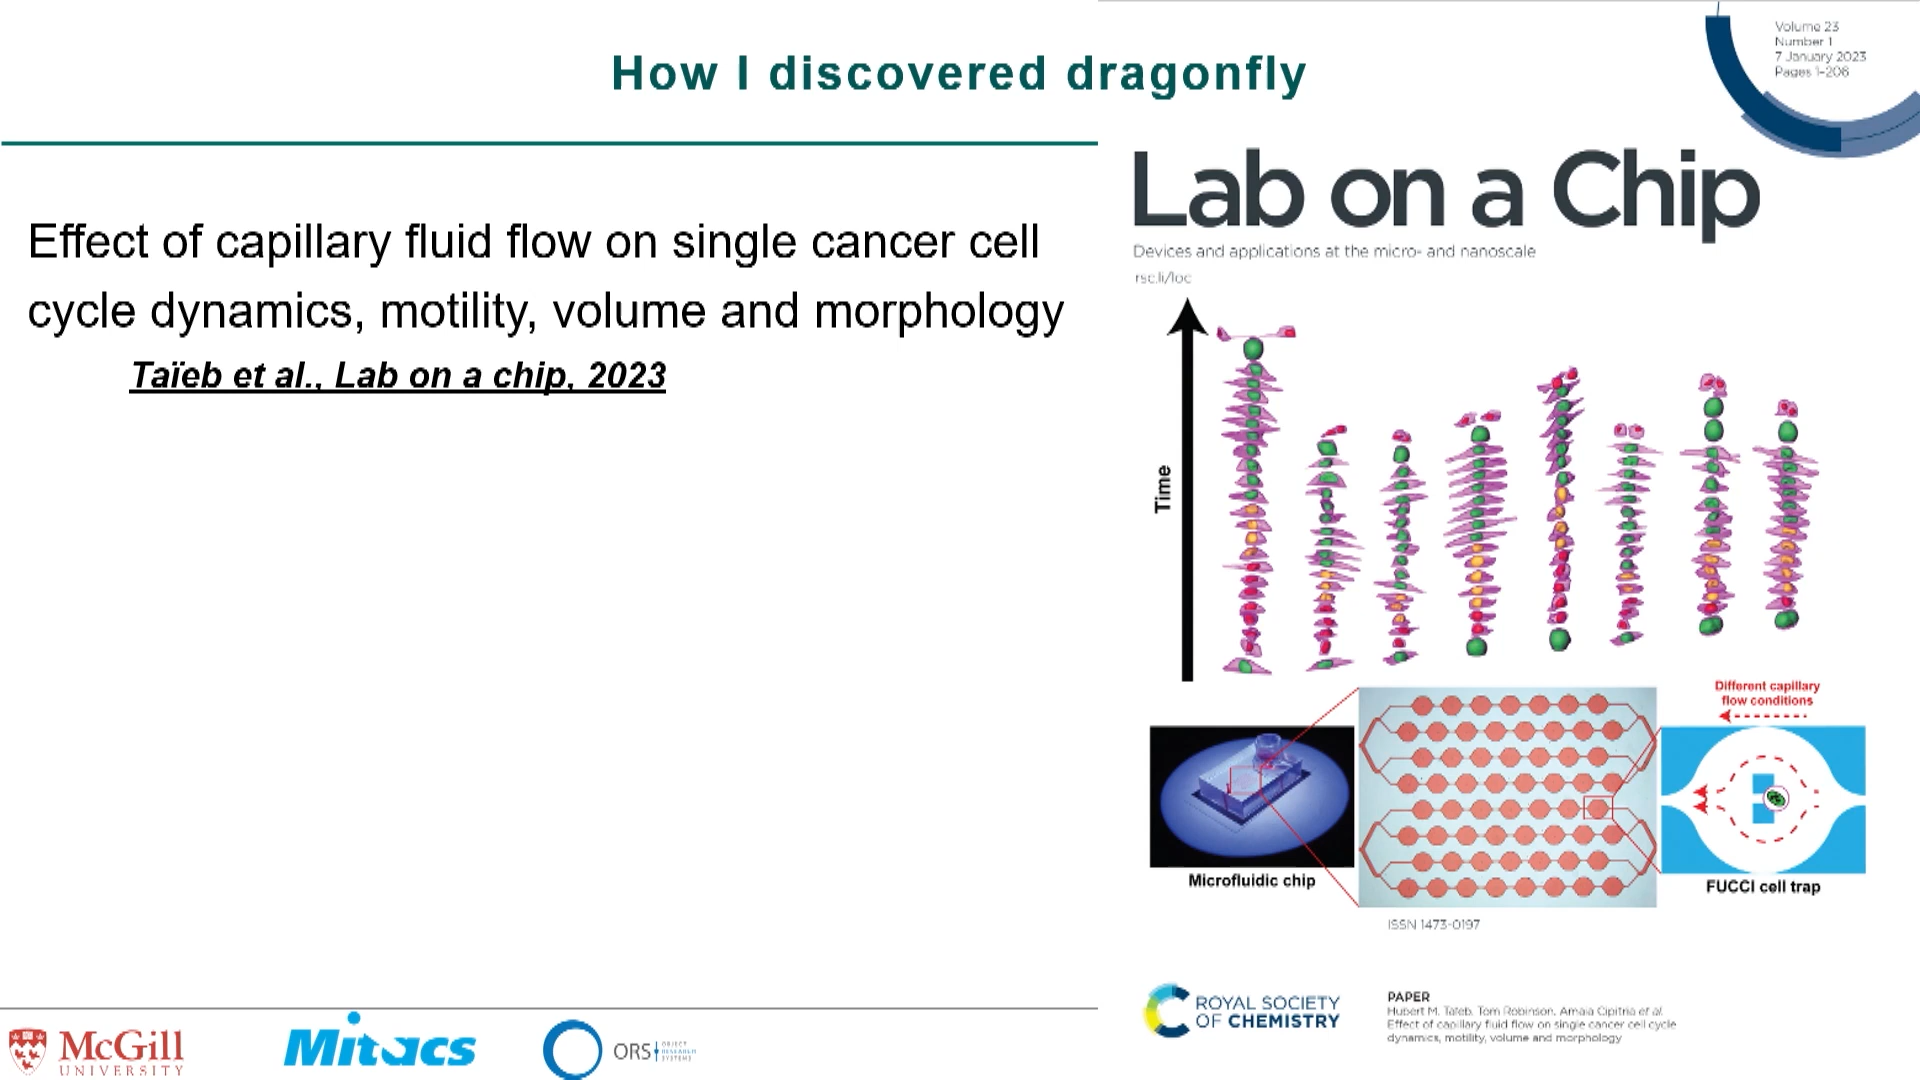 How I discovered dragonfly
Effect of capillary fluid flow on single cancer cell
cycle dynamics, motility, volume and morphology
Taïeb et al., Lab on a chip, 2023
Volume 23
Number 1
7 January 2023
Pages 1-206
Lab on a Chip
Devices and applications at the micro- and nanoscale
rsc.li/loc
Time
Different capillary
flow conditions
Microfluidic chip
FUCCI cell trap
ISSN 1473-0197
ROYAL SOCIETY
OF CHEMISTRY
PAPER
Hubert M. Taïeb, Tom Robinson, Amaia Cipitria et al.
Effect of capillary fluid flow on single cancer cell cycle
dynamics, motility, volume and morphology
McGill
UNIVERSITY
Mitacs
ORS
OBJECT
RESEARCH
SYSTEMS